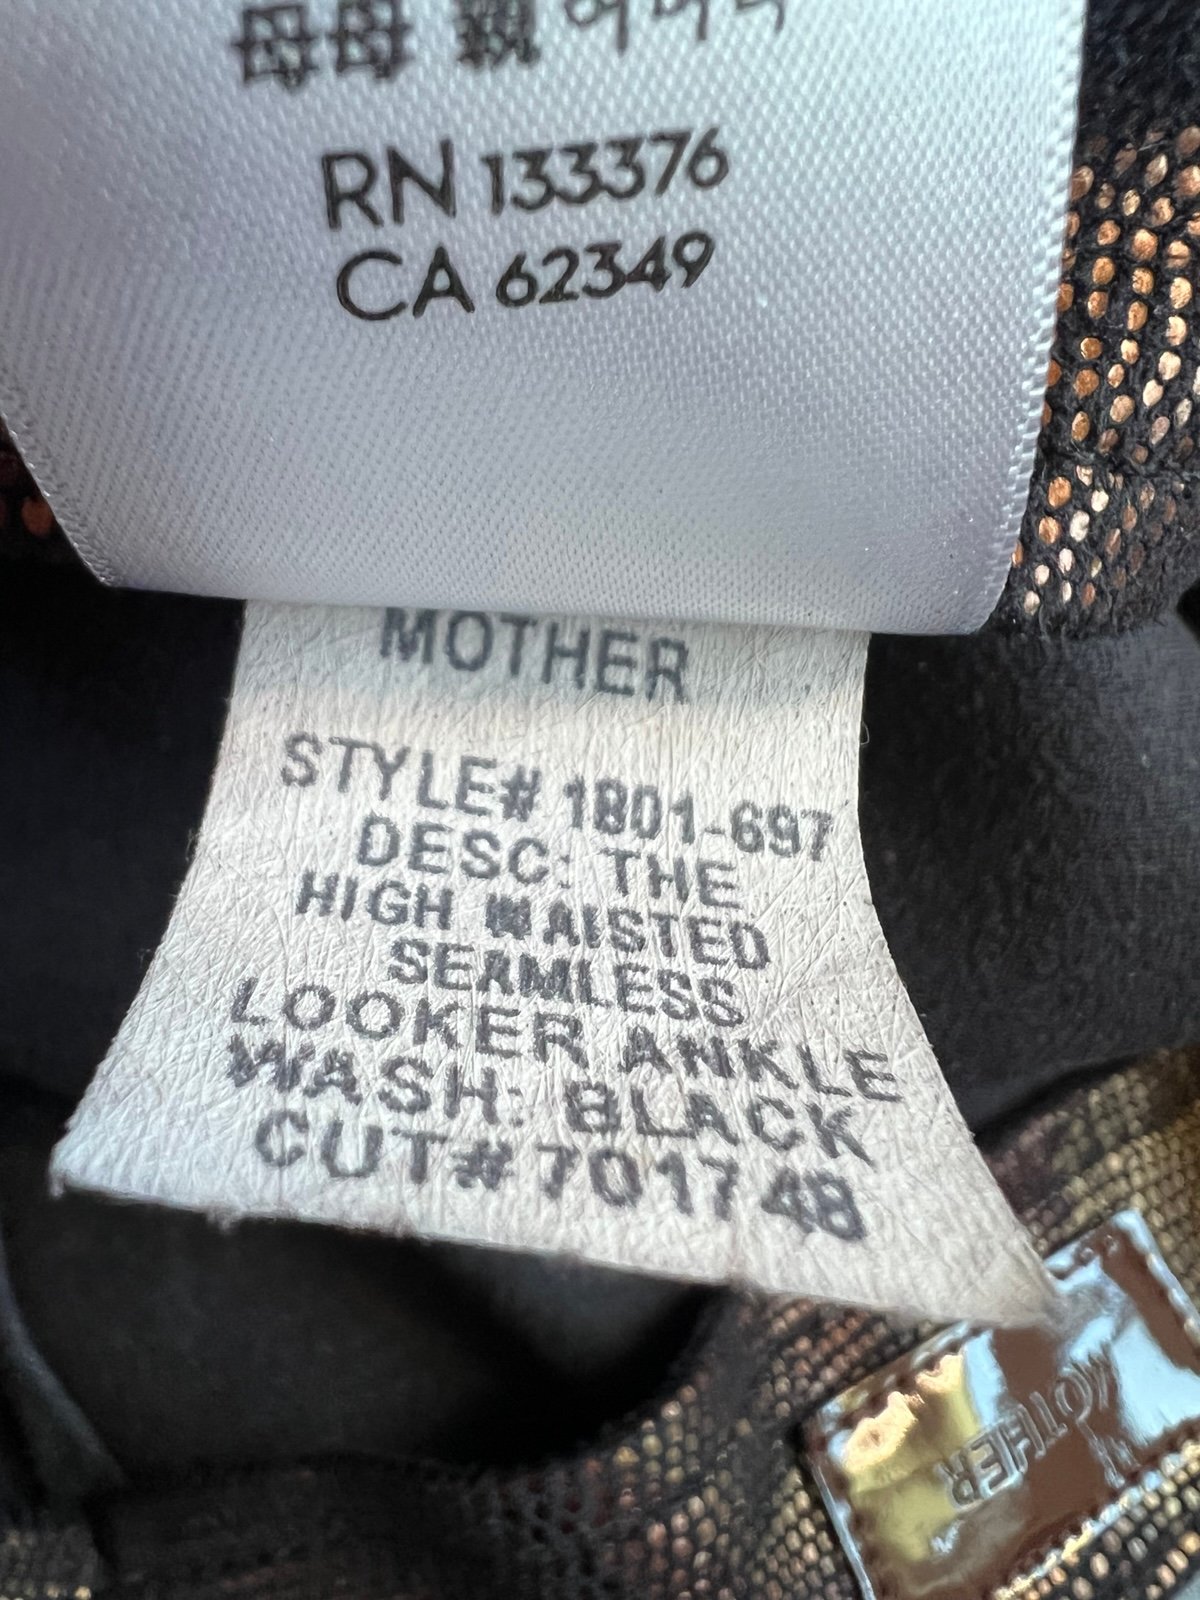 母母 親 어머니
RN 133376
CA 62349
MOTHER
STYLE# 1801-697
DESC: THE
HIGH WAISTED
SEAMLESS
LOOKER ANKLE
WASH: BLACK
CUT# 701748
MOTHER